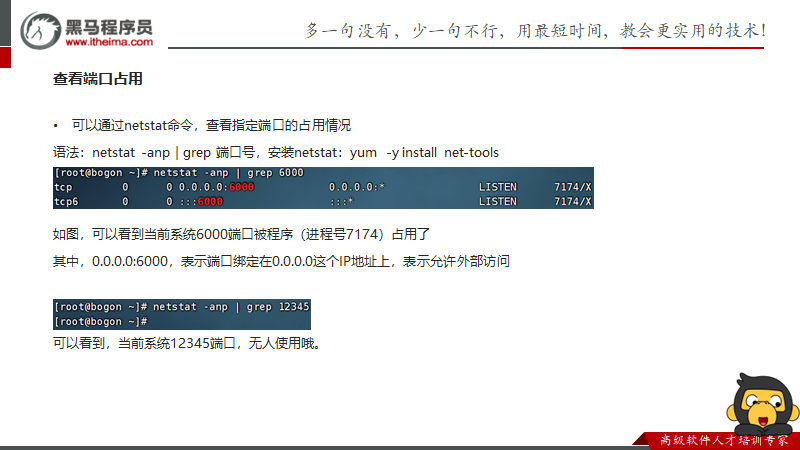 黑马程序员
www.itheima.com
多一句没有，少一句不行，用最短时间，教会更实用的技术！
查看端口占用
• 可以通过netstat命令，查看指定端口的占用情况
语法：netstat -anp | grep 端口号，安装netstat：yum -y install net-tools
[root@bogon ~]# netstat -anp | grep 6000
tcp 0 0 0.0.0.0:6000 0.0.0.0:* LISTEN 7174/X
tcp6 0 0 :::6000 :::* LISTEN 7174/X
如图，可以看到当前系统6000端口被程序（进程号7174）占用了
其中，0.0.0.0:6000，表示端口绑定在0.0.0.0这个IP地址上，表示允许外部访问
[root@bogon ~]# netstat -anp | grep 12345
[root@bogon ~]#
可以看到，当前系统12345端口，无人使用哦。
高级软件人才培训专家